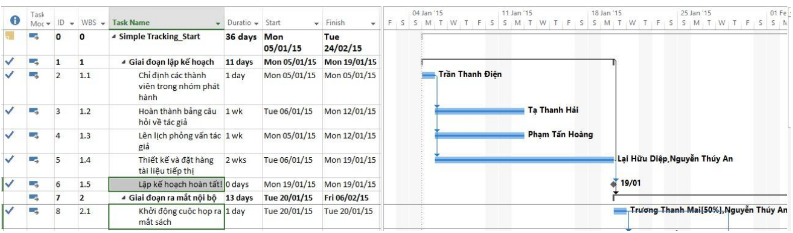 Task
ID WBS Task Name Duratio Start Finish
0 0 Simple Tracking_Start 36 days Mon 05/01/15 Tue 24/02/15
1 1 Giai đoạn lập kế hoạch 11 days Mon 05/01/15 Mon 19/01/15
2 1.1 Chỉ định các thành viên trong nhóm phát hành 1 day Mon 05/01/15 Mon 05/01/15
3 1.2 Hoàn thành bảng câu hỏi về tác giả 1 wk Tue 06/01/15 Mon 12/01/15
4 1.3 Lên lịch phỏng vấn tác giả 1 wk Mon 05/01/15 Mon 12/01/15
5 1.4 Thiết kế và đặt hàng tài liệu tiếp thị 2 wks Tue 06/01/15 Mon 19/01/15
6 1.5 Lập kế hoạch hoàn tất! 0 days Mon 19/01/15 Mon 19/01/15
7 2 Giai đoạn ra mắt nội bộ 13 days Tue 20/01/15 Fri 06/02/15
8 2.1 Khởi động cuộc họp ra mắt sách 1 day Tue 20/01/15 Tue 20/01/15
04 Jan '15 11 Jan '15 18 Jan '15 25 Jan '15 01 Fe
F S S M T W T F S S M T W T F S S M T W T F S S M T W T F S S M
Trần Thanh Điện
Tạ Thanh Hải
Phạm Tấn Hoàng
Lại Hữu Diệp,Nguyễn Thúy An
19/01
Trương Thanh Mai[50%],Nguyễn Thúy An